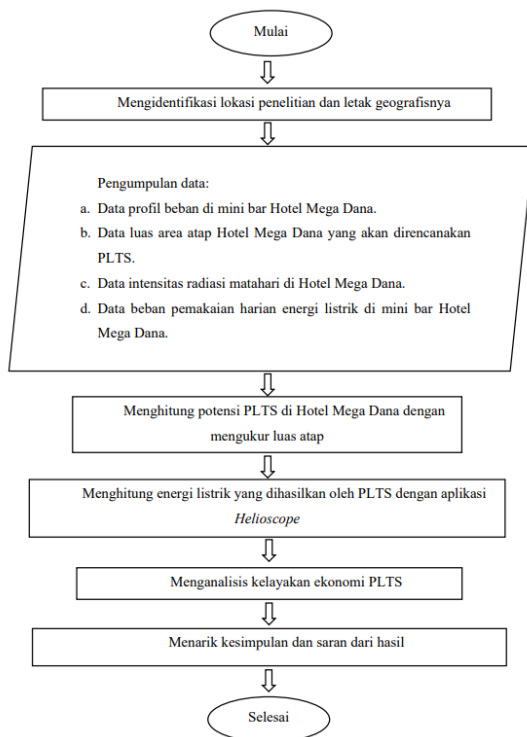 Mulai
Mengidentifikasi lokasi penelitian dan letak geografisnya
Pengumpulan data:
a. Data profil beban di mini bar Hotel Mega Dana.
b. Data luas area atap Hotel Mega Dana yang akan direncanakan
PLTS.
c. Data intensitas radiasi matahari di Hotel Mega Dana.
d. Data beban pemakaian harian energi listrik di mini bar Hotel
Mega Dana.
Menghitung potensi PLTS di Hotel Mega Dana dengan
mengukur luas atap
Menghitung energi listrik yang dihasilkan oleh PLTS dengan aplikasi
Helioscope
Menganalisis kelayakan ekonomi PLTS
Menarik kesimpulan dan saran dari hasil
Selesai